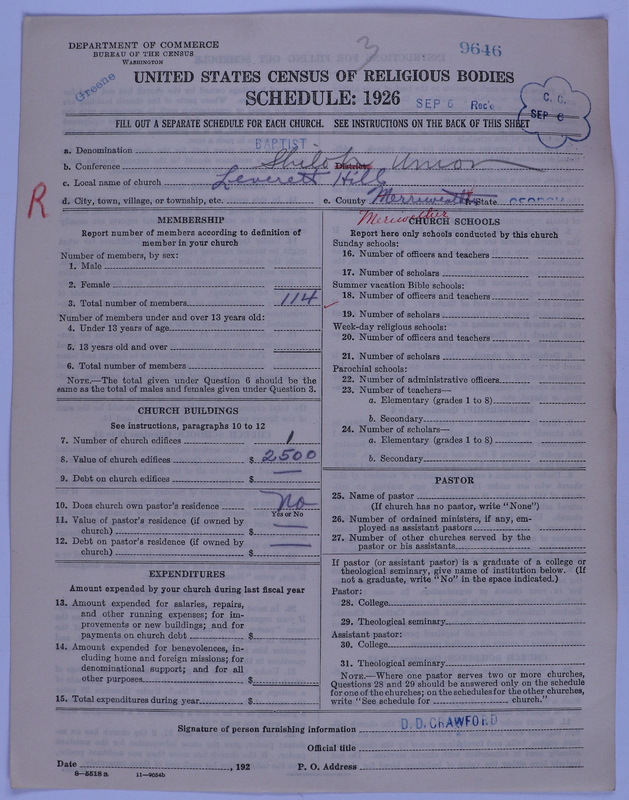 DEPARTMENT OF COMMERCE
BUREAU OF THE CENSUS
WASHINGTON
3
9646
Greene
UNITED STATES CENSUS OF RELIGIOUS BODIES
SCHEDULE: 1926
SEP 6 Rec'd
C. C.
SEP 6
FILL OUT A SEPARATE SCHEDULE FOR EACH CHURCH. SEE INSTRUCTIONS ON THE BACK OF THIS SHEET
a. Denomination BAPTIST
b. Conference Shiloh Union District
c. Local name of church Leverett Hill
d. City, town, village, or township, etc. e. County Merriweather f. State
R
Meriwether
MEMBERSHIP
Report number of members according to definition of member in your church
Number of members, by sex:
1. Male
2. Female
3. Total number of members 114
Number of members under and over 13 years old:
4. Under 13 years of age
5. 13 years old and over
6. Total number of members
NOTE.—The total given under Question 6 should be the same as the total of males and females given under Question 3.
CHURCH BUILDINGS
See instructions, paragraphs 10 to 12
7. Number of church edifices 1
8. Value of church edifices $ 2500
9. Debt on church edifices $ —
10. Does church own pastor's residence No
Yes or No
11. Value of pastor's residence (if owned by church) $ —
12. Debt on pastor's residence (if owned by church) $ —
EXPENDITURES
Amount expended by your church during last fiscal year
13. Amount expended for salaries, repairs, and other running expenses; for improvements or new buildings; and for payments on church debt $
14. Amount expended for benevolences, including home and foreign missions; for denominational support; and for all other purposes $
15. Total expenditures during year $
CHURCH SCHOOLS
Report here only schools conducted by this church
Sunday schools:
16. Number of officers and teachers
17. Number of scholars
Summer vacation Bible schools:
18. Number of officers and teachers
19. Number of scholars
Week-day religious schools:
20. Number of officers and teachers
21. Number of scholars
Parochial schools:
22. Number of administrative officers
23. Number of teachers—
a. Elementary (grades 1 to 8)
b. Secondary
24. Number of scholars—
a. Elementary (grades 1 to 8)
b. Secondary
PASTOR
25. Name of pastor
(If church has no pastor, write "None")
26. Number of ordained ministers, if any, employed as assistant pastors
27. Number of other churches served by the pastor or his assistants
If pastor (or assistant pastor) is a graduate of a college or theological seminary, give name of institution below. (If not a graduate, write "No" in the space indicated.)
Pastor:
28. College
29. Theological seminary
Assistant pastor:
30. College
31. Theological seminary
NOTE.—Where one pastor serves two or more churches, Questions 28 and 29 should be answered only on the schedule for one of the churches; on the schedules for the other churches, write "See schedule for church."
Signature of person furnishing information D. D. CRAWFORD
Official title
Date , 192 P. O. Address
8—5518 a 11—9054b